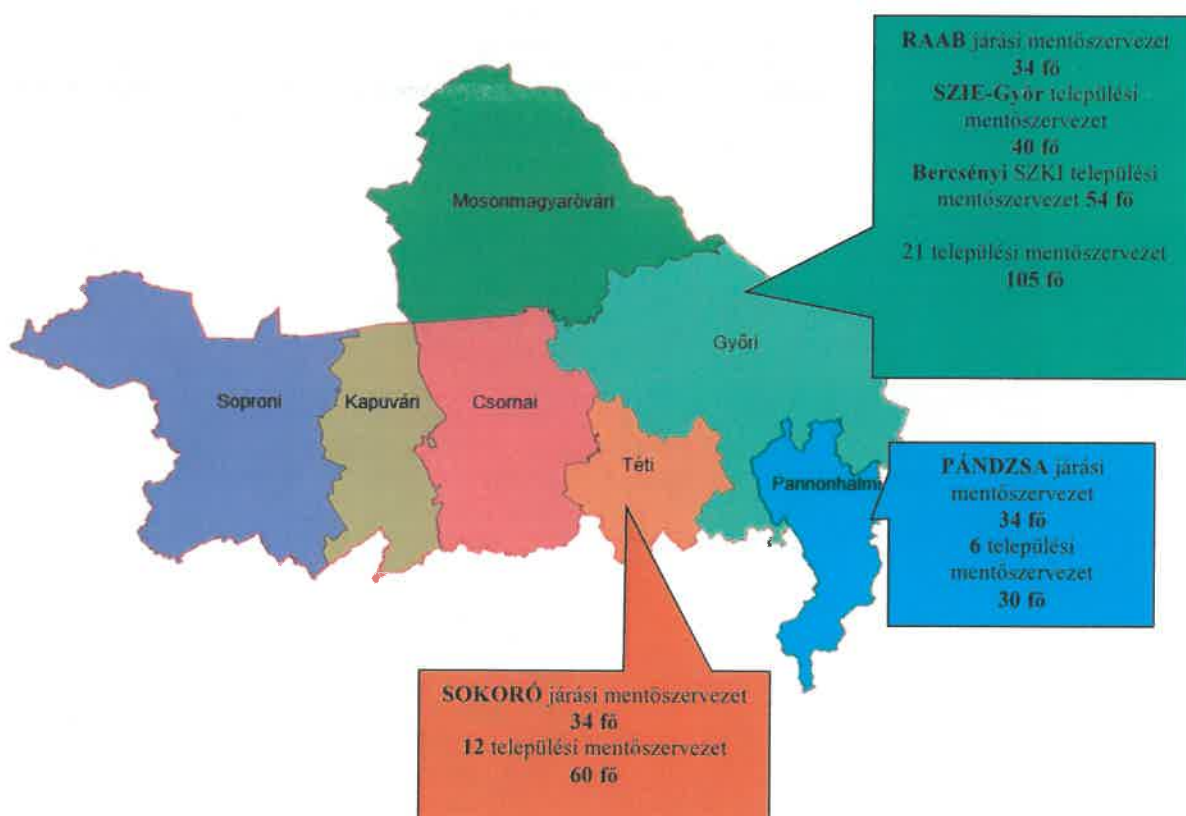 RAAB járási mentőszervezet
34 fő
SZIE-Győr települési
mentőszervezet
40 fő
Bercsényi SZKI települési
mentőszervezet 54 fő
21 települési mentőszervezet
105 fő
Mosonmagyaróvári
Győri
Soproni
Kapuvári
Csornai
Téti
Pannonhalmi
PÁNDZSA járási
mentőszervezet
34 fő
6 települési
mentőszervezet
30 fő
SOKORÓ járási mentőszervezet
34 fő
12 települési mentőszervezet
60 fő